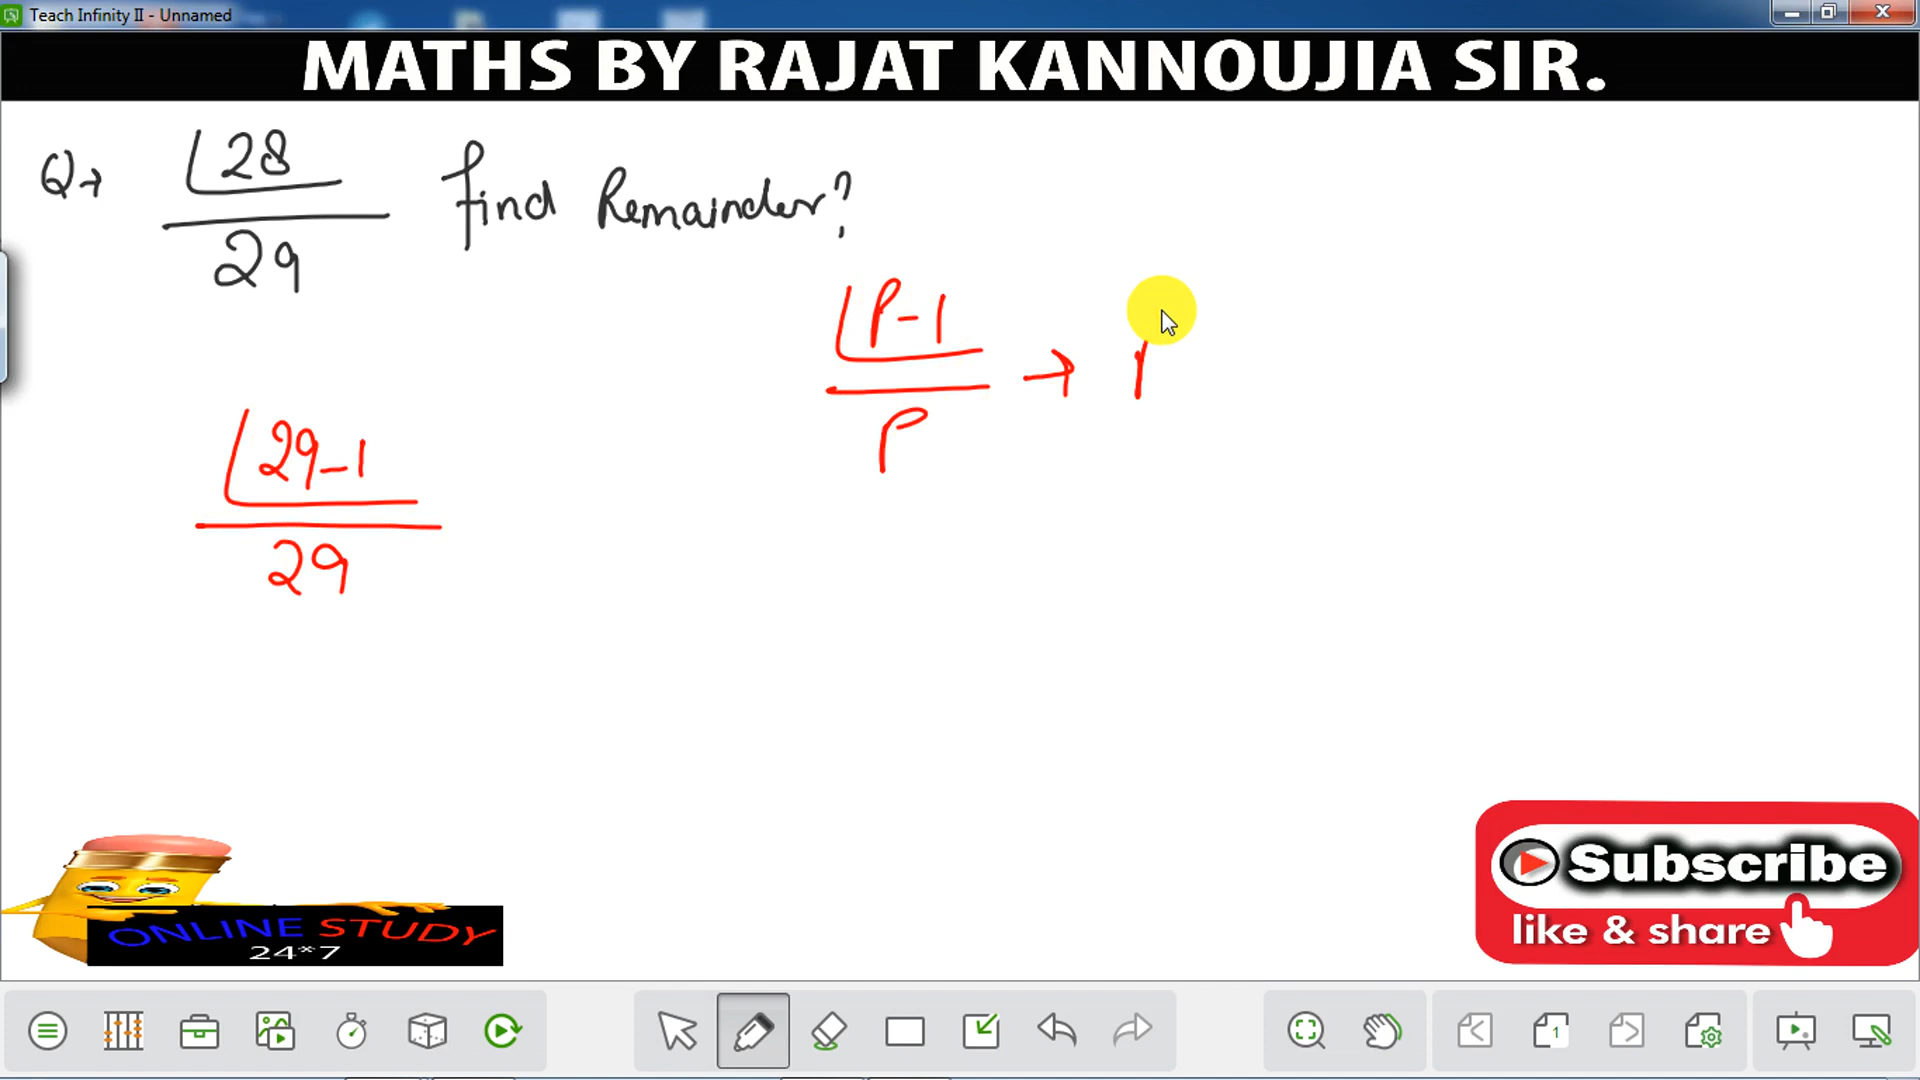 Teach Infinity II - Unnamed
MATHS BY RAJAT KANNOUJIA SIR.
Q→ 28 find Remainder?
29
P-1 →
P
29-1
29
ONLINE STUDY
24*7
Subscribe
like & share
1